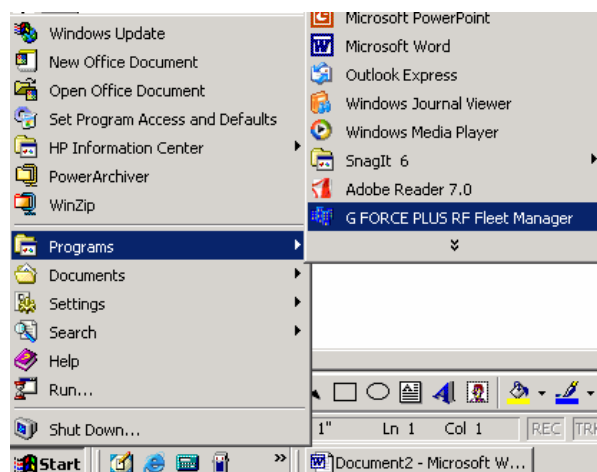 Windows Update
New Office Document
Open Office Document
Set Program Access and Defaults
HP Information Center
PowerArchiver
WinZip
Programs
Documents
Settings
Search
Help
Run...
Shut Down...
Microsoft PowerPoint
Microsoft Word
Outlook Express
Windows Journal Viewer
Windows Media Player
SnagIt 6
Adobe Reader 7.0
G FORCE PLUS RF Fleet Manager
1" Ln 1 Col 1 REC TRK
Start » Document2 - Microsoft W...